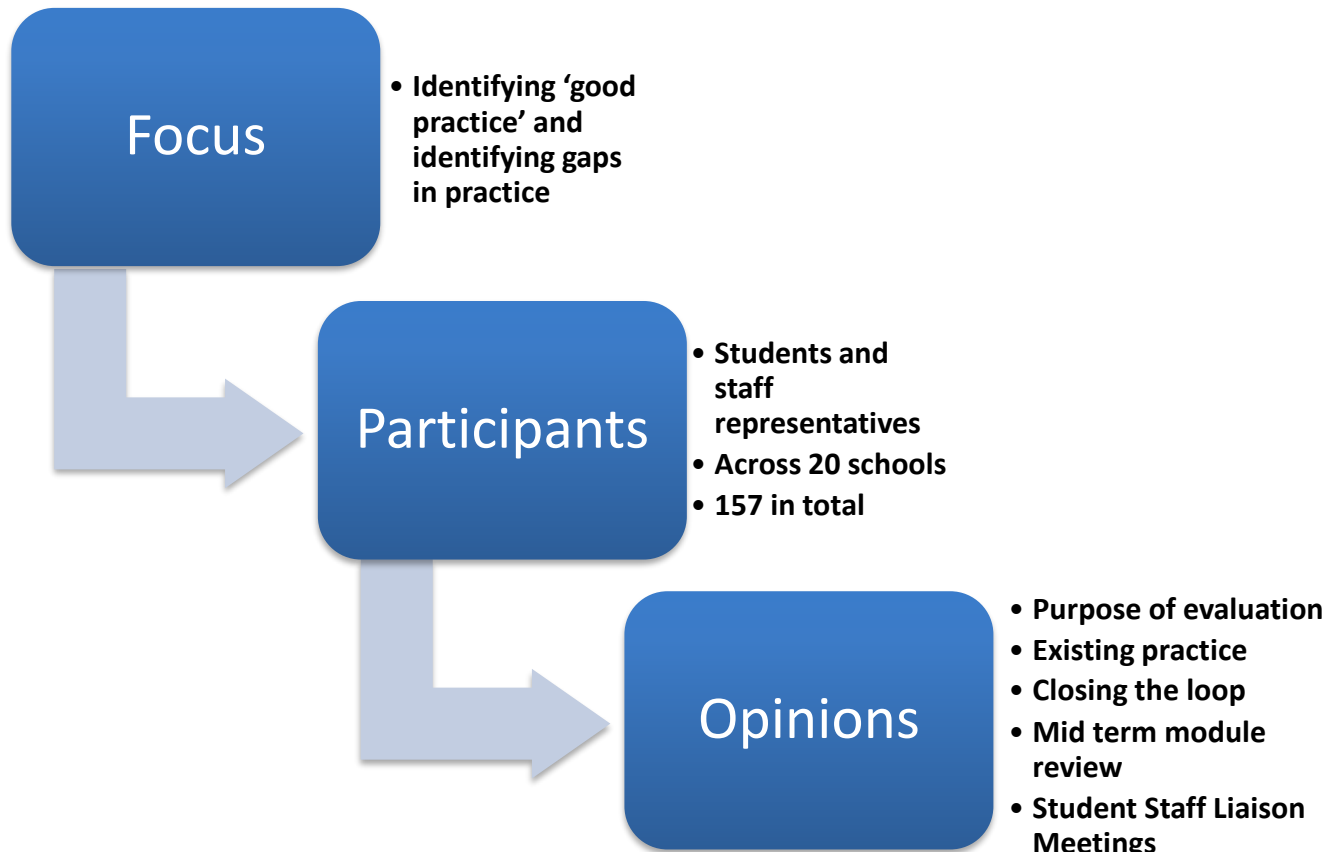 Focus
• Identifying ‘good
practice’ and
identifying gaps
in practice
Participants
• Students and
staff
representatives
• Across 20 schools
• 157 in total
Opinions
• Purpose of evaluation
• Existing practice
• Closing the loop
• Mid term module
review
• Student Staff Liaison
Meetings